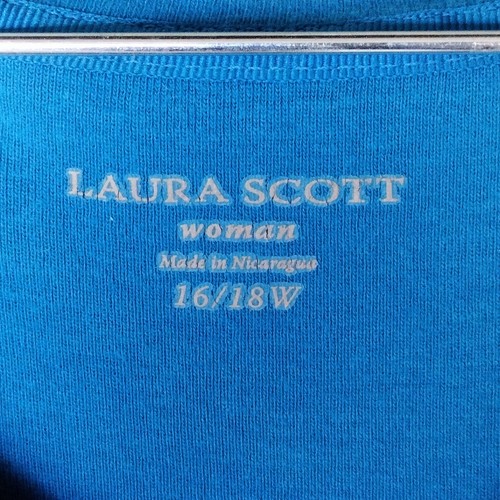 LAURA SCOTT
woman
Made in Nicaragua
16/18W